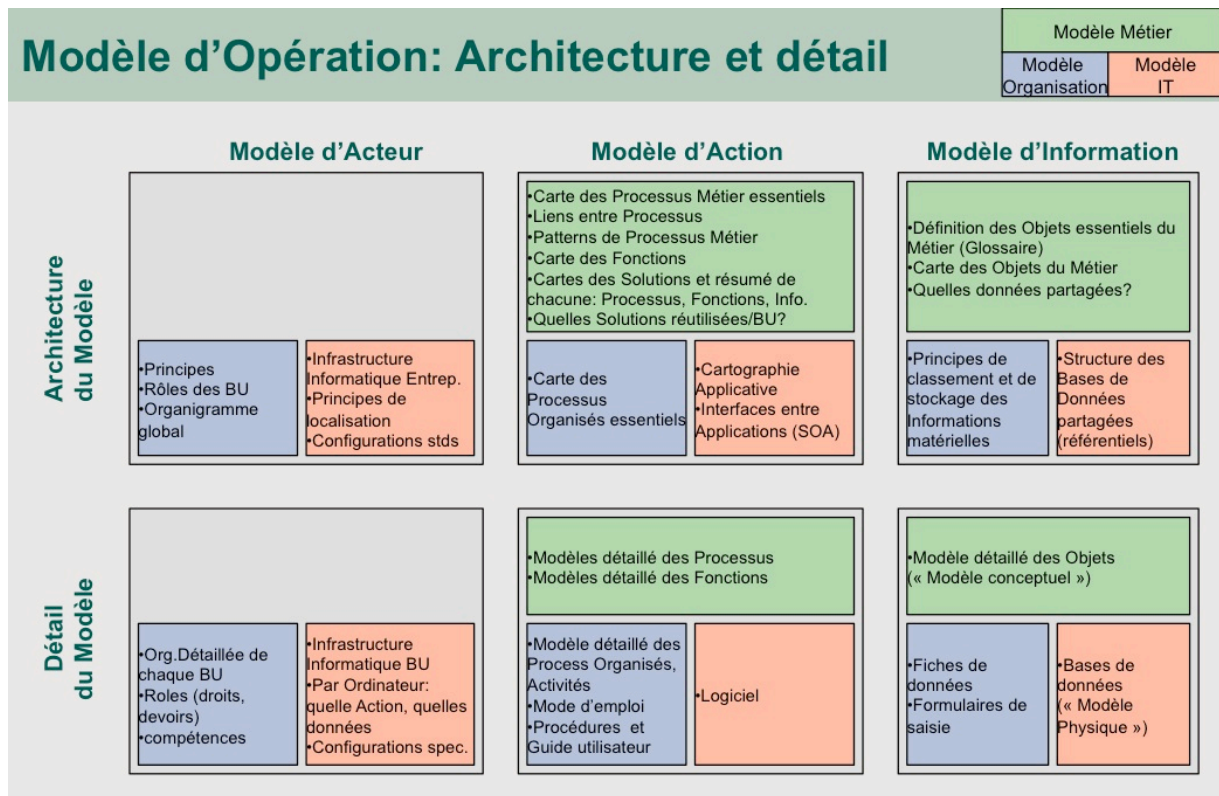 Modèle d'Opération: Architecture et détail
Modèle Métier
Modèle
Organisation
Modèle
IT
Modèle d'Acteur
Modèle d'Action
Modèle d'Information
Architecture
du Modèle
•Principes
•Rôles des BU
•Organigramme
global
•Infrastructure
Informatique Entrep.
•Principes de
localisation
•Configurations stds
•Carte des Processus Métier essentiels
•Liens entre Processus
•Patterns de Processus Métier
•Carte des Fonctions
•Cartes des Solutions et résumé de
chacune: Processus, Fonctions, Info.
•Quelles Solutions réutilisées/BU?
•Carte des
Processus
Organisés essentiels
•Cartographie
Applicative
•Interfaces entre
Applications (SOA)
•Définition des Objets essentiels du
Métier (Glossaire)
•Carte des Objets du Métier
•Quelles données partagées?
•Principes de
classement et de
stockage des
Informations
matérielles
•Structure des
Bases de
Données
partagées
(référentiels)
Détail
du Modèle
•Org.Détaillée de
chaque BU
•Roles (droits,
devoirs)
•compétences
•Infrastructure
Informatique BU
•Par Ordinateur:
quelle Action, quelles
données
•Configurations spec.
•Modèles détaillé des Processus
•Modèles détaillé des Fonctions
•Modèle détaillé des
Process Organisés,
Activités
•Mode d'emploi
•Procédures et
Guide utilisateur
•Logiciel
•Modèle détaillé des Objets
(« Modèle conceptuel »)
•Fiches de
données
•Formulaires de
saisie
•Bases de
données
(« Modèle
Physique »)